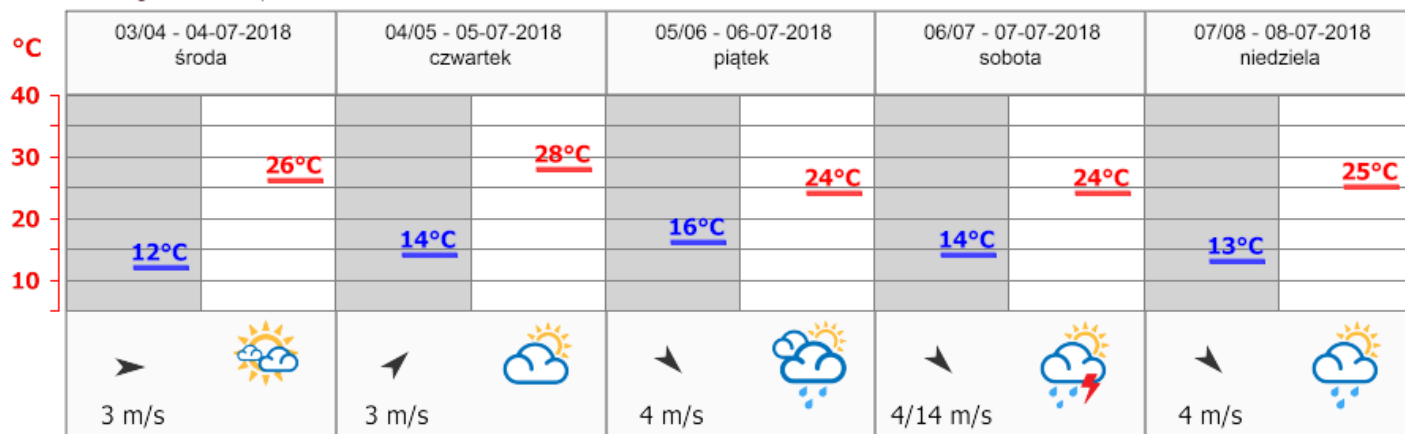 °C
03/04 - 04-07-2018
środa
04/05 - 05-07-2018
czwartek
05/06 - 06-07-2018
piątek
06/07 - 07-07-2018
sobota
07/08 - 08-07-2018
niedziela
40
30
20
10
12°C
26°C
14°C
28°C
16°C
24°C
14°C
24°C
13°C
25°C
3 m/s
3 m/s
4 m/s
4/14 m/s
4 m/s